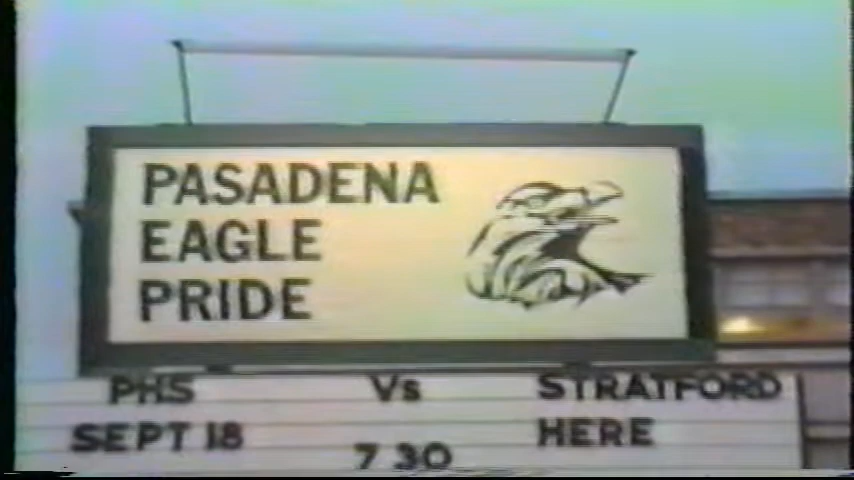 PASADENA
EAGLE
PRIDE
PHS Vs STRATFORD
SEPT 18 7 30 HERE